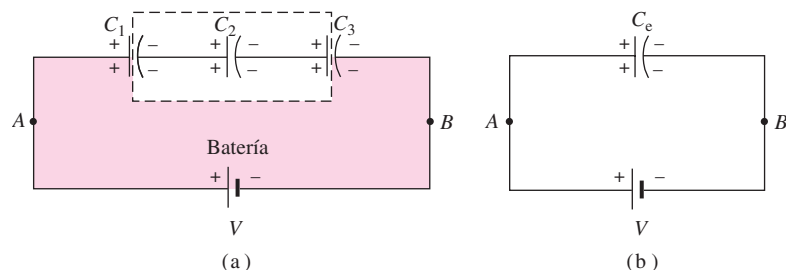 C1 C2 C3
+ − + − + −
+ − + − + −
A B
Batería
+ −
V
(a)
Ce
+ −
+ −
A B
+ −
V
(b)